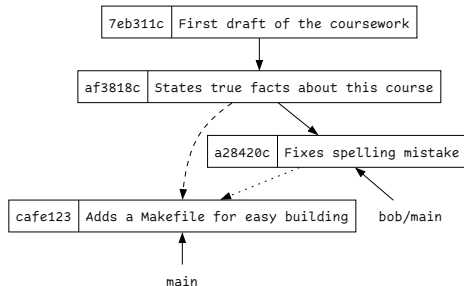 7eb311c First draft of the coursework
af3818c States true facts about this course
a28420c Fixes spelling mistake
cafe123 Adds a Makefile for easy building
bob/main
main